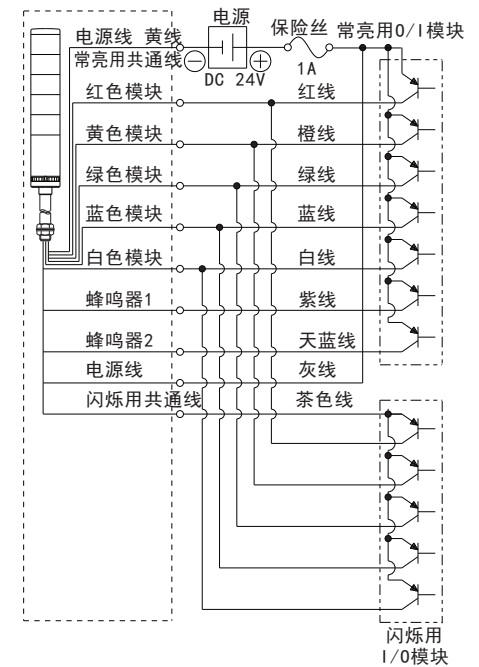 电源
保险丝 常亮用O/I模块
电源线 黄线
常亮用共通线
DC 24V
1A
红色模块 红线
黄色模块 橙线
绿色模块 绿线
蓝色模块 蓝线
白色模块 白线
蜂鸣器1 紫线
蜂鸣器2 天蓝线
电源线 灰线
闪烁用共通线 茶色线
闪烁用
I/O模块